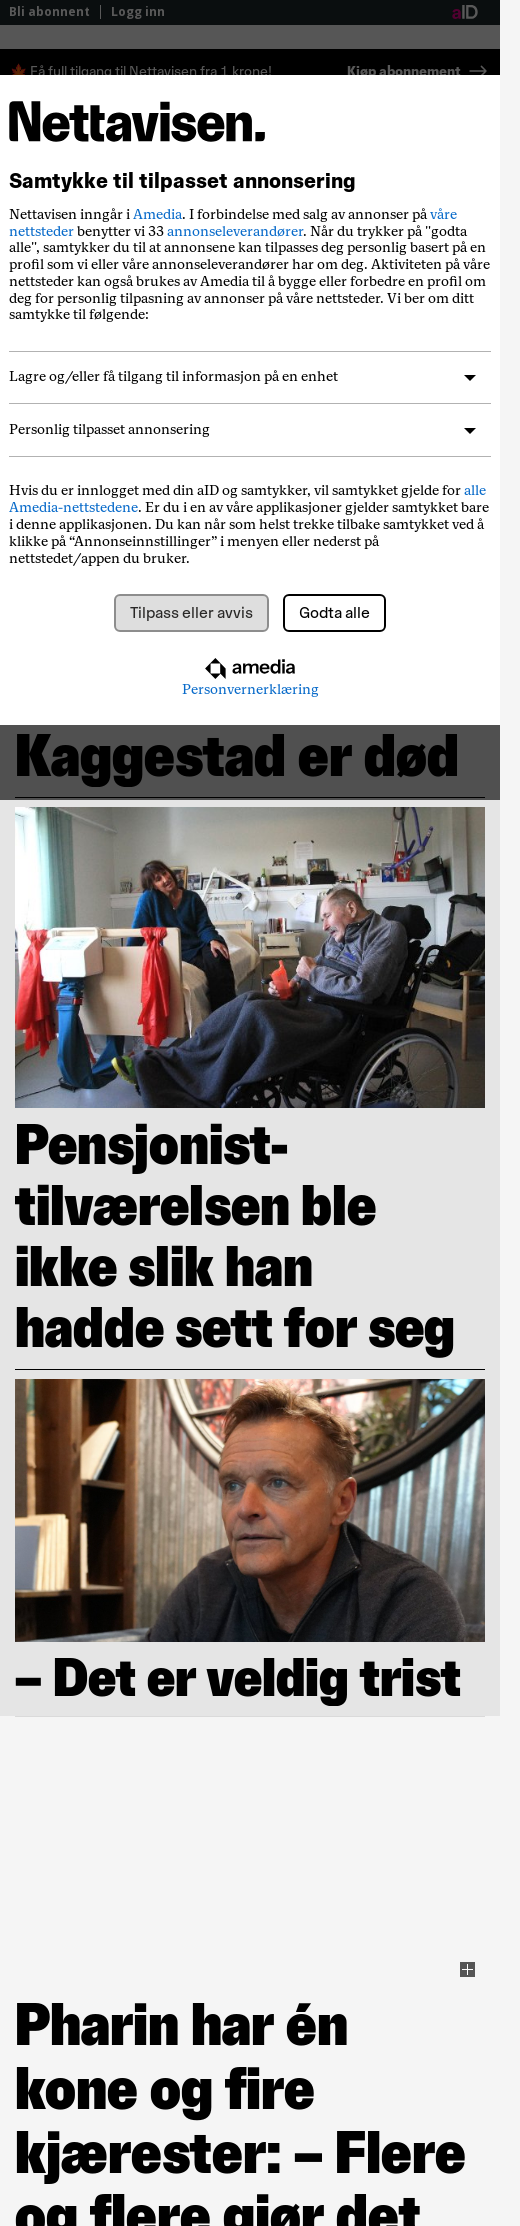 Bli abonnent | Logg inn aID
🍁 Få full tilgang til Nettavisen fra 1 krone! Kjøp abonnement →
Nettavisen.
Samtykke til tilpasset annonsering
Nettavisen inngår i Amedia. I forbindelse med salg av annonser på våre
nettsteder benytter vi 33 annonseleverandører. Når du trykker på "godta
alle", samtykker du til at annonsene kan tilpasses deg personlig basert på en
profil som vi eller våre annonseleverandører har om deg. Aktiviteten på våre
nettsteder kan også brukes av Amedia til å bygge eller forbedre en profil om
deg for personlig tilpasning av annonser på våre nettsteder. Vi ber om ditt
samtykke til følgende:
Lagre og/eller få tilgang til informasjon på en enhet
Personlig tilpasset annonsering
Hvis du er innlogget med din aID og samtykker, vil samtykket gjelde for alle
Amedia-nettstedene. Er du i en av våre applikasjoner gjelder samtykket bare
i denne applikasjonen. Du kan når som helst trekke tilbake samtykket ved å
klikke på “Annonseinnstillinger” i menyen eller nederst på
nettstedet/appen du bruker.
Tilpass eller avvis Godta alle
amedia
Personvernerklæring
Kaggestad er død
Pensjonist-
tilværelsen ble
ikke slik han
hadde sett for seg
– Det er veldig trist
Pharin har én
kone og fire
kjærester: – Flere
og flere gjør det